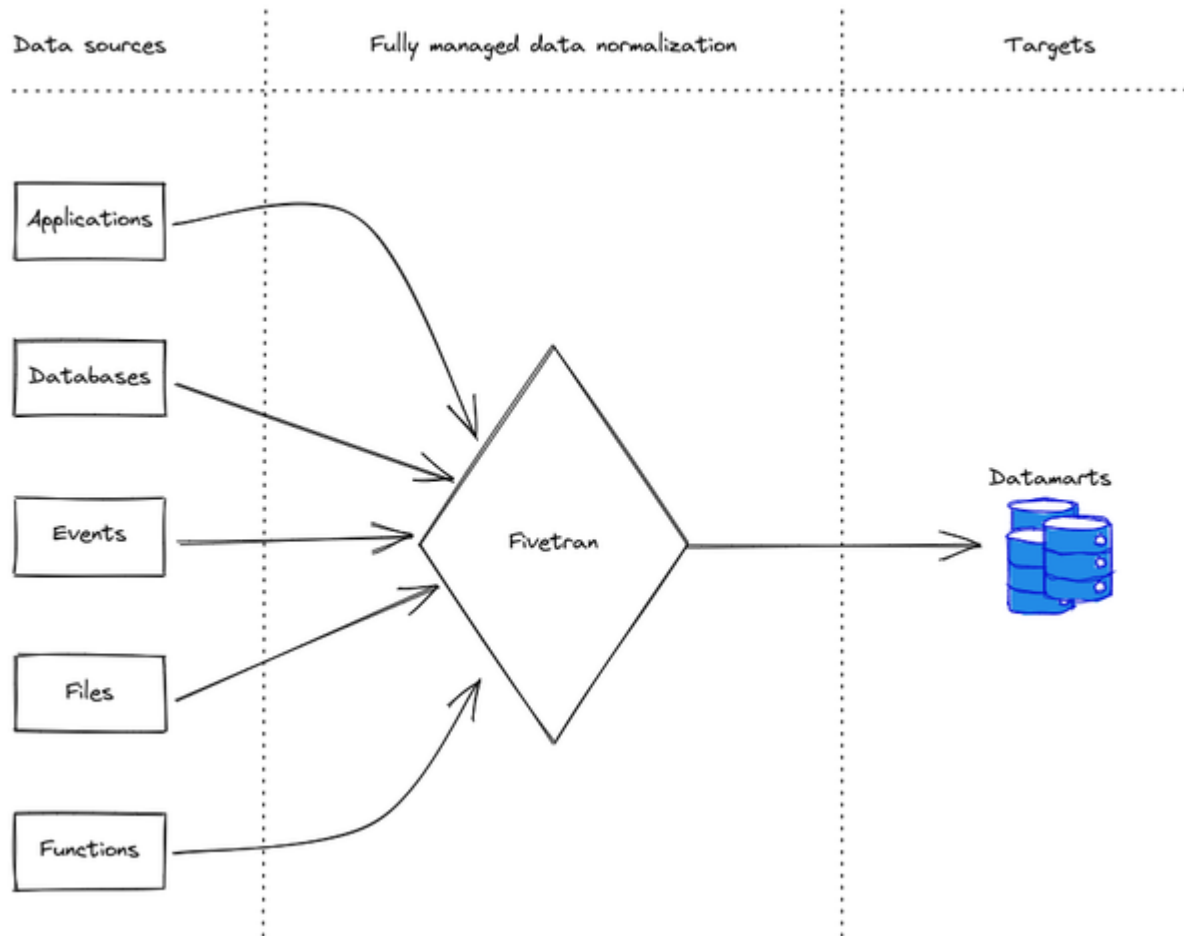 Data sources
Fully managed data normalization
Targets
Applications
Databases
Events
Files
Functions
Fivetran
Datamarts